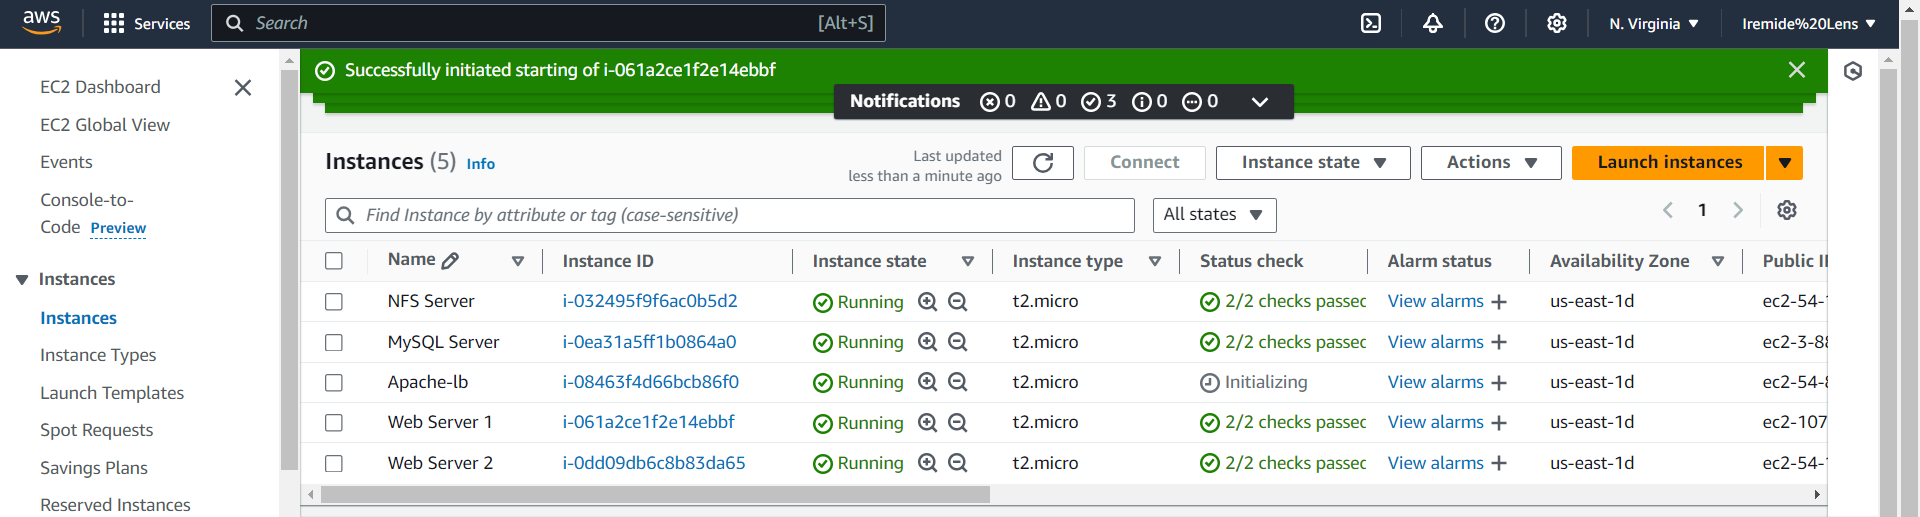 aws Services Search [Alt+S] N. Virginia Iremide%20Lens
EC2 Dashboard
EC2 Global View
Events
Console-to-
Code Preview
Instances
Instances
Instance Types
Launch Templates
Spot Requests
Savings Plans
Reserved Instances
Successfully initiated starting of i-061a2ce1f2e14ebbf
Notifications 0 0 3 0 0
Instances (5) Info
Last updated
less than a minute ago
Connect Instance state Actions Launch instances
Find Instance by attribute or tag (case-sensitive) All states 1
Name Instance ID Instance state Instance type Status check Alarm status Availability Zone Public I
NFS Server i-032495f9f6ac0b5d2 Running t2.micro 2/2 checks passec View alarms us-east-1d ec2-54-1
MySQL Server i-0ea31a5ff1b0864a0 Running t2.micro 2/2 checks passec View alarms us-east-1d ec2-3-88
Apache-lb i-08463f4d66bcb86f0 Running t2.micro Initializing View alarms us-east-1d ec2-54-8
Web Server 1 i-061a2ce1f2e14ebbf Running t2.micro 2/2 checks passec View alarms us-east-1d ec2-107
Web Server 2 i-0dd09db6c8b83da65 Running t2.micro 2/2 checks passec View alarms us-east-1d ec2-54-1